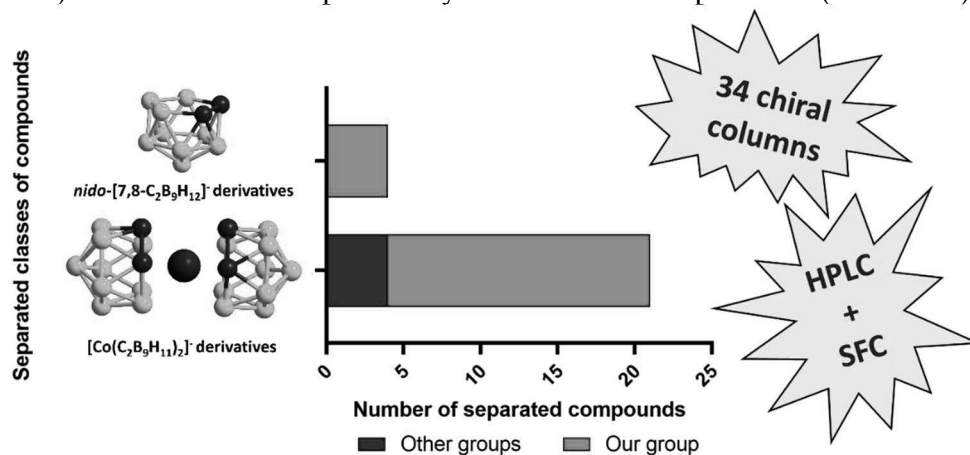 Separated classes of compounds
nido-[7,8-C₂B₉H₁₂]⁻ derivatives
[Co(C₂B₉H₁₁)₂]⁻ derivatives
0
5
10
15
20
25
Number of separated compounds
Other groups
Our group
34 chiral
columns
HPLC
+
SFC